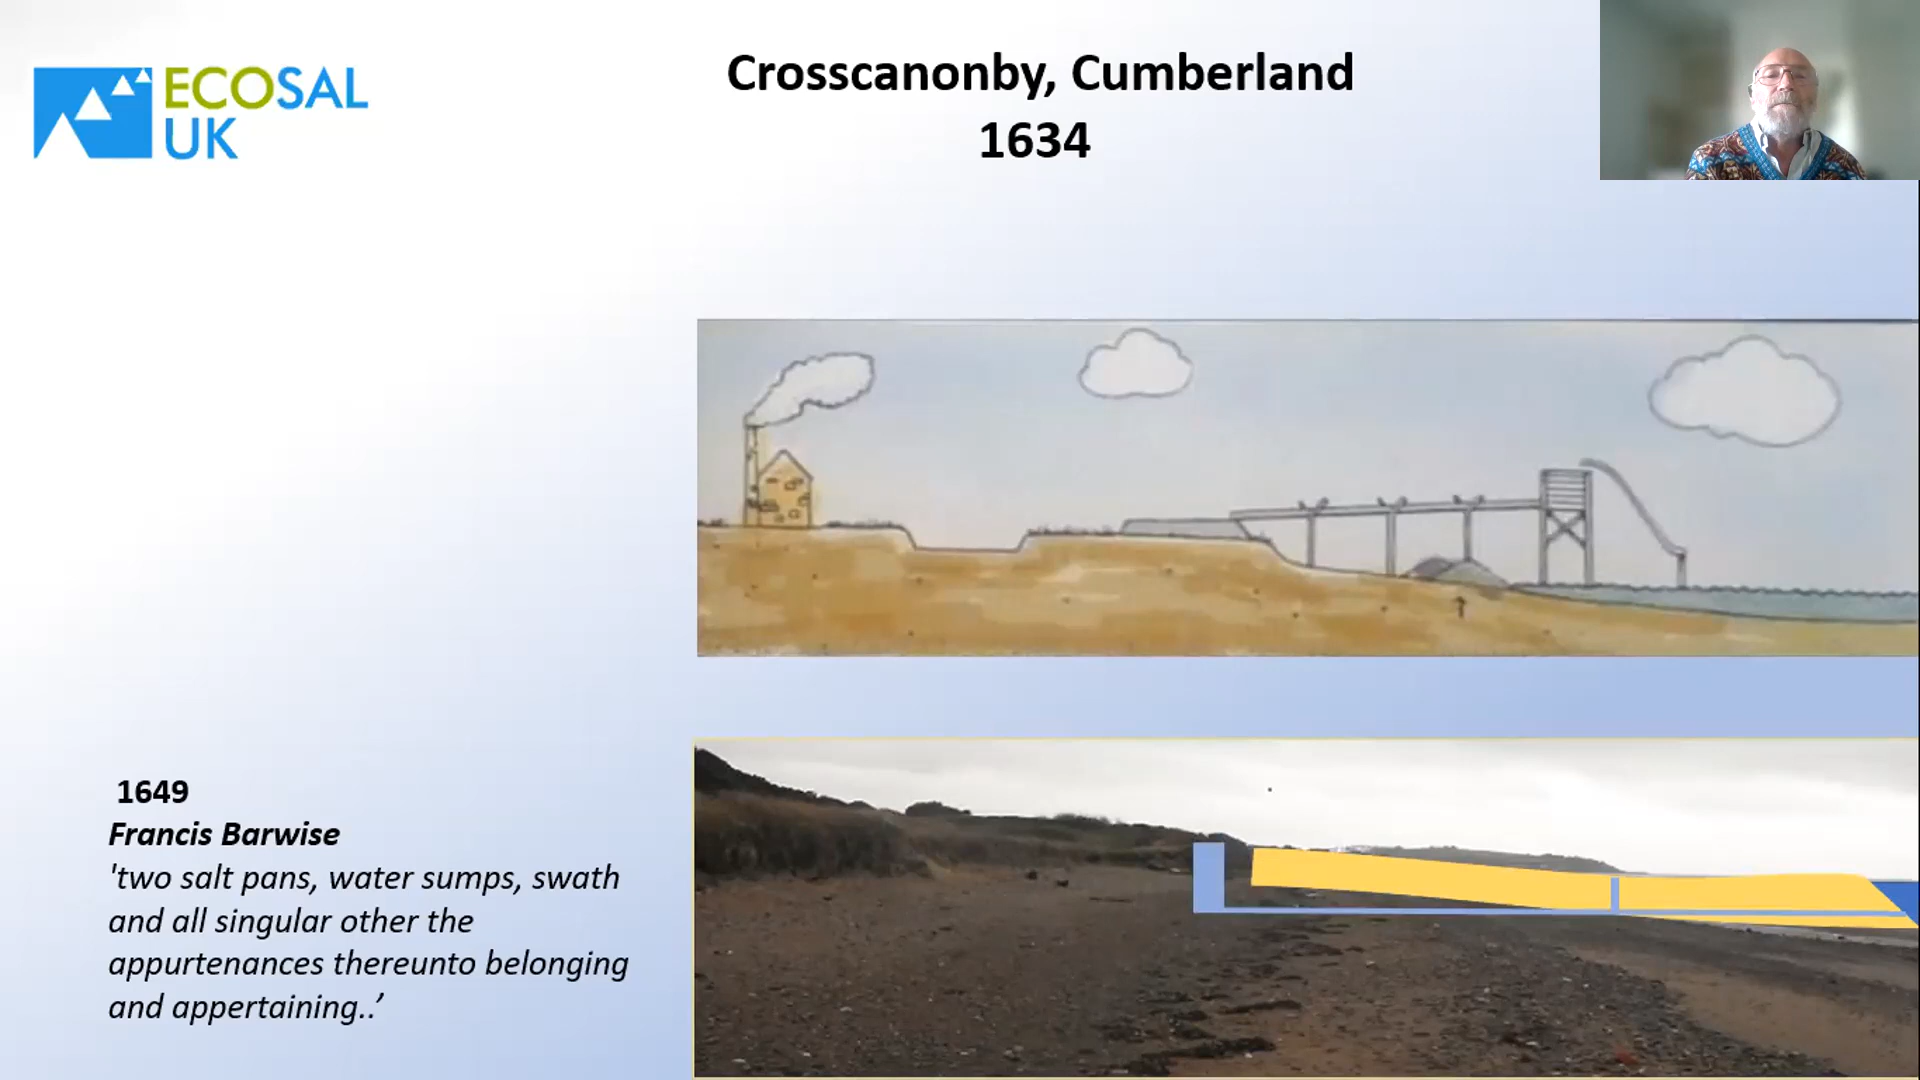 ECOSAL
UK
Crosscanonby, Cumberland
1634
1649
Francis Barwise
'two salt pans, water sumps, swath
and all singular other the
appurtenances thereunto belonging
and appertaining..’